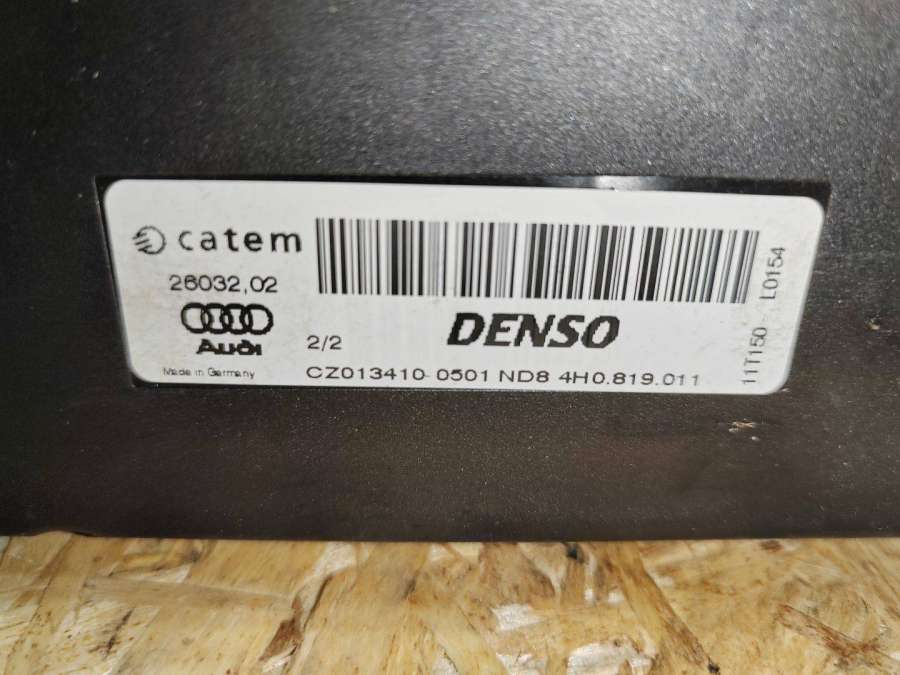 catem
26032,02
Audi
Made in Germany
2/2
DENSO
CZ013410-0501 ND8 4H0.819.011
11T150 L0154